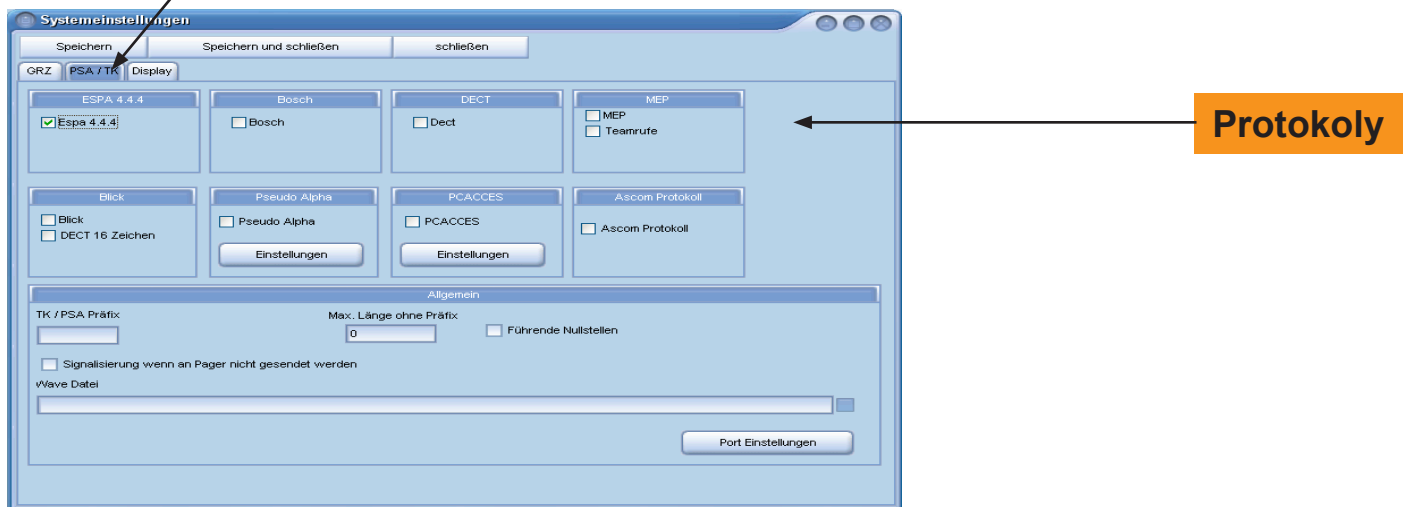 Systemeinstellungen
Speichern Speichern und schließen schließen
GRZ PSA / TK Display
ESPA 4.4.4 Bosch DECT MEP
Espa 4.4.4 Bosch Dect MEP
Teamrufe
Protokoly
Blick Pseudo Alpha PCACCES Ascom Protokoll
Blick Pseudo Alpha PCACCES Ascom Protokoll
DECT 16 Zeichen
Einstellungen Einstellungen
Allgemein
TK / PSA Präfix Max. Länge ohne Präfix
0 Führende Nullstellen
Signalisierung wenn an Pager nicht gesendet werden
Wave Datei
Port Einstellungen